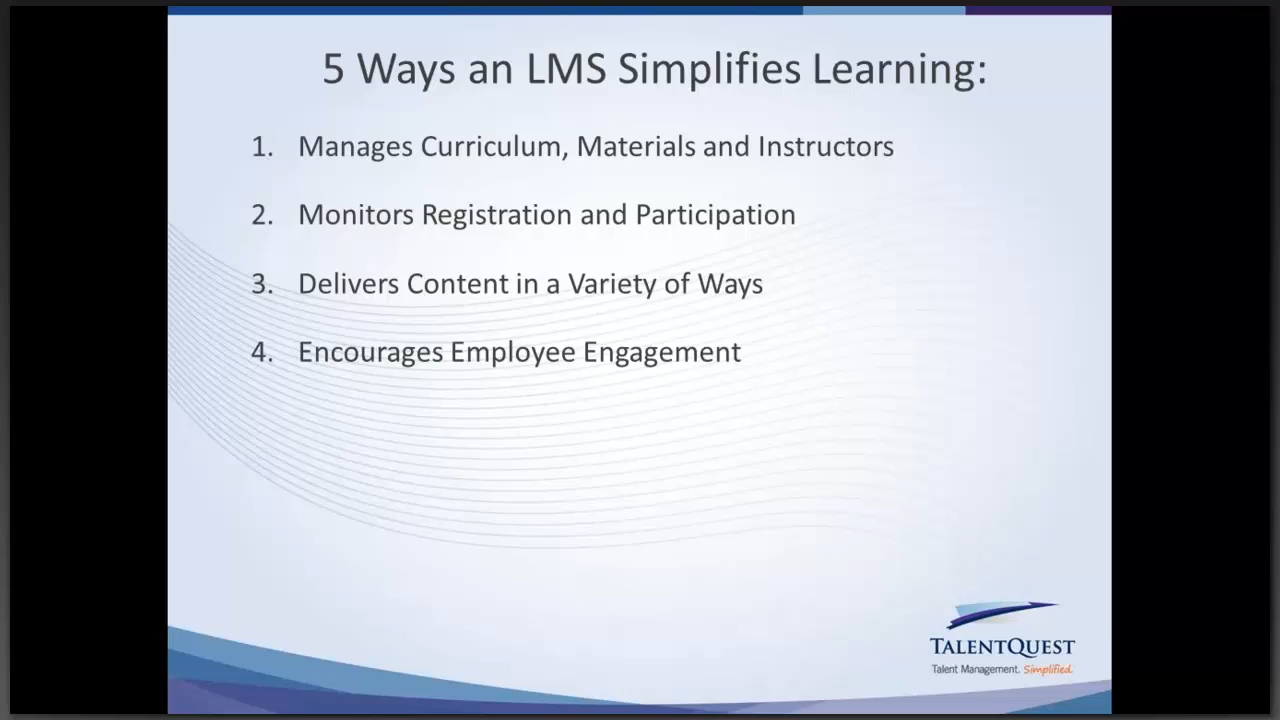 5 Ways an LMS Simplifies Learning:
1. Manages Curriculum, Materials and Instructors
2. Monitors Registration and Participation
3. Delivers Content in a Variety of Ways
4. Encourages Employee Engagement
TALENTQUEST
Talent Management. Simplified.